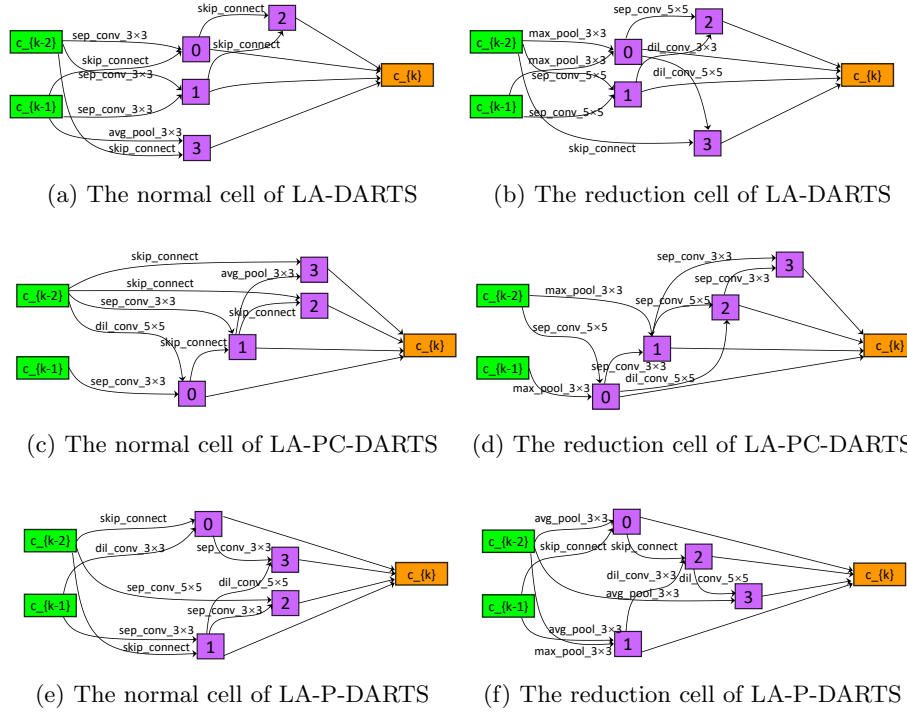 skip_connect
2
c_{k-2}
sep_conv_3×3
0
skip_connect
skip_connect
c_{k}
sep_conv_3×3
1
c_{k-1}
sep_conv_3×3
avg_pool_3×3
3
skip_connect
(a) The normal cell of LA-DARTS
sep_conv_5×5
2
c_{k-2}
max_pool_3×3
0
dil_conv_3×3
max_pool_3×3
c_{k}
dil_conv_5×5
sep_conv_5×5
1
c_{k-1}
sep_conv_5×5
3
skip_connect
(b) The reduction cell of LA-DARTS
skip_connect
3
avg_pool_3×3
c_{k-2}
skip_connect
sep_conv_3×3
2
skip_connect
dil_conv_5×5
skip_connect
1
c_{k}
c_{k-1}
sep_conv_3×3
0
(c) The normal cell of LA-PC-DARTS
sep_conv_3×3
3
sep_conv_3×3
c_{k-2}
max_pool_3×3
sep_conv_5×5
2
sep_conv_5×5
1
c_{k}
sep_conv_3×3
c_{k-1}
dil_conv_5×5
max_pool_3×3
0
(d) The reduction cell of LA-PC-DARTS
skip_connect
0
c_{k-2}
dil_conv_3×3
sep_conv_3×3
3
c_{k}
sep_conv_5×5
dil_conv_5×5
c_{k-1}
2
sep_conv_3×3
sep_conv_3×3
skip_connect
1
(e) The normal cell of LA-P-DARTS
avg_pool_3×3
0
c_{k-2}
skip_connect
skip_connect
2
c_{k}
dil_conv_3×3
dil_conv_5×5
c_{k-1}
avg_pool_3×3
3
avg_pool_3×3
1
max_pool_3×3
(f) The reduction cell of LA-P-DARTS